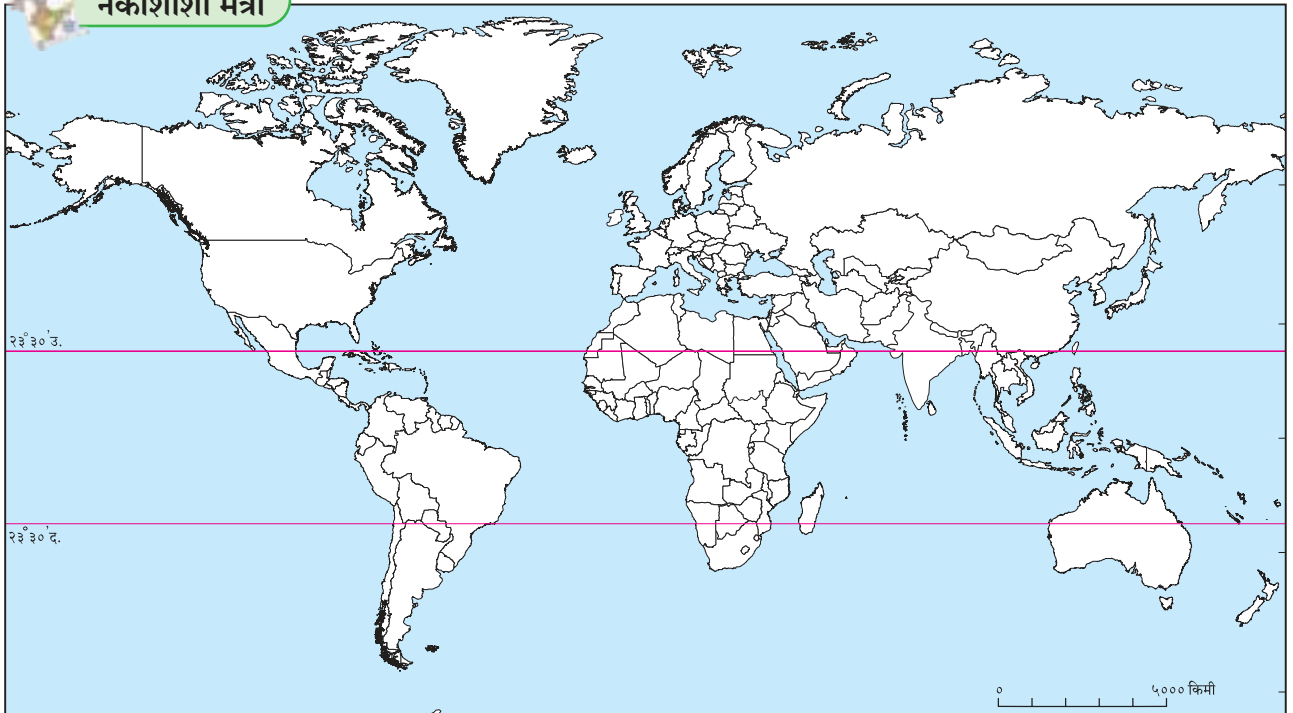 नकाशाशी मैत्री
२३°३०' उ.
२३°३०' द.
० ५००० किमी